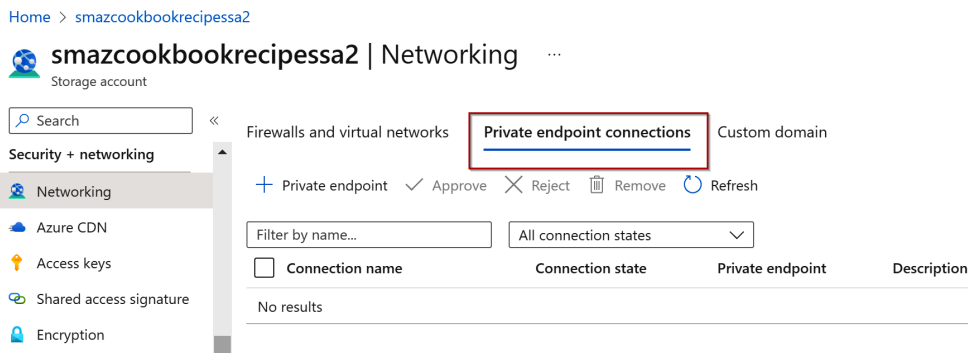 Home > smazcookbookrecipessa2
smazcookbookrecipessa2 | Networking ...
Storage account
Search
«
Firewalls and virtual networks
Private endpoint connections
Custom domain
Security + networking
Networking
Azure CDN
Access keys
Shared access signature
Encryption
+ Private endpoint
Approve
Reject
Remove
Refresh
Filter by name...
All connection states
Connection name
Connection state
Private endpoint
Description
No results